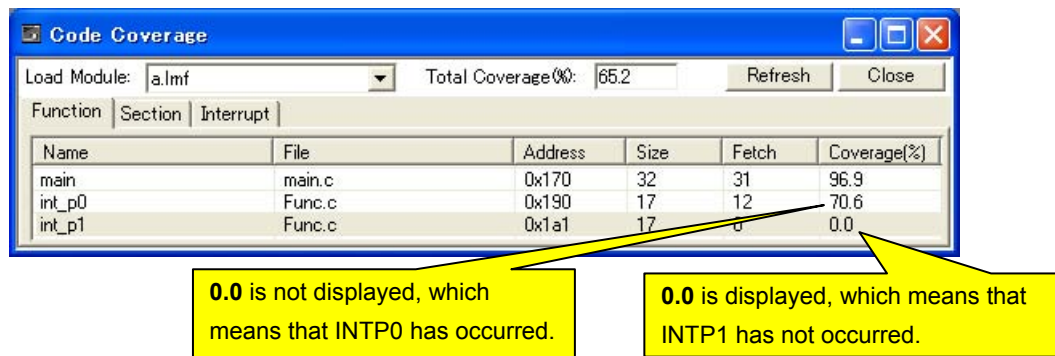 Code Coverage
Load Module: a.lmf Total Coverage(%): 65.2 Refresh Close
Function Section Interrupt
Name File Address Size Fetch Coverage(%)
main main.c 0x170 32 31 96.9
int_p0 Func.c 0x190 17 12 70.6
int_p1 Func.c 0x1a1 17 0 0.0
0.0 is not displayed, which
means that INTP0 has occurred.
0.0 is displayed, which means that
INTP1 has not occurred.